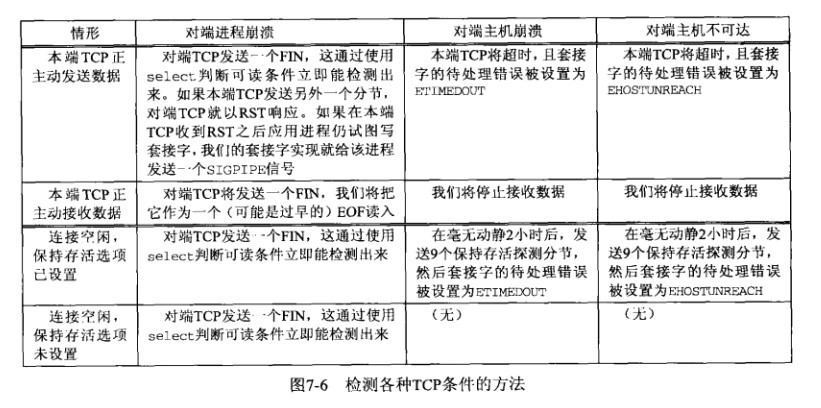 情形 对端进程崩溃 对端主机崩溃 对端主机不可达
本端TCP正
主动发送数据
对端TCP发送一个FIN，这通过使用
select判断可读条件立即能检测出
来。如果本端TCP发送另外一个分节，
对端TCP就以RST响应。如果在本端
TCP收到RST之后应用进程仍试图写
套接字，我们的套接字实现就给该进程
发送一个SIGPIPE信号
本端TCP将超时，且套接
字的待处理错误被设置为
ETIMEDOUT
本端TCP将超时，且套接
字的待处理错误被设置为
EHOSTUNREACH
本端TCP正
主动接收数据
对端TCP将发送一个FIN，我们将把
它作为一个（可能是过早的）EOF读入
我们将停止接收数据
我们将停止接收数据
连接空闲，
保持存活选项
已设置
对端TCP发送一个FIN，这通过使用
select判断可读条件立即能检测出来
在毫无动静2小时后，发
送9个保持存活探测分节，
然后套接字的待处理错误
被设置为ETIMEDOUT
在毫无动静2小时后，发
送9个保持存活探测分节，
然后套接字的待处理错误
被设置为EHOSTUNREACH
连接空闲，
保持存活选项
未设置
对端TCP发送一个FIN，这通过使用
select判断可读条件立即能检测出来
（无）
（无）
图7-6 检测各种TCP条件的方法